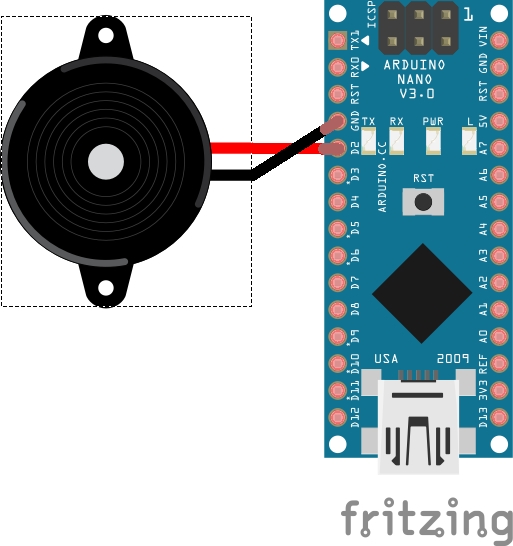 ICSP
1
TX1
RX0
RST
GND
D2
D3
D4
D5
D6
D7
D8
D9
D10
D11
D12
ARDUINO
NANO
V3.0
TX RX PWR L
ARDUINO.CC
RST
USA 2009
VIN
GND
RST
5V
A7
A6
A5
A4
A3
A2
A1
A0
REF
3V3
D13
fritzing